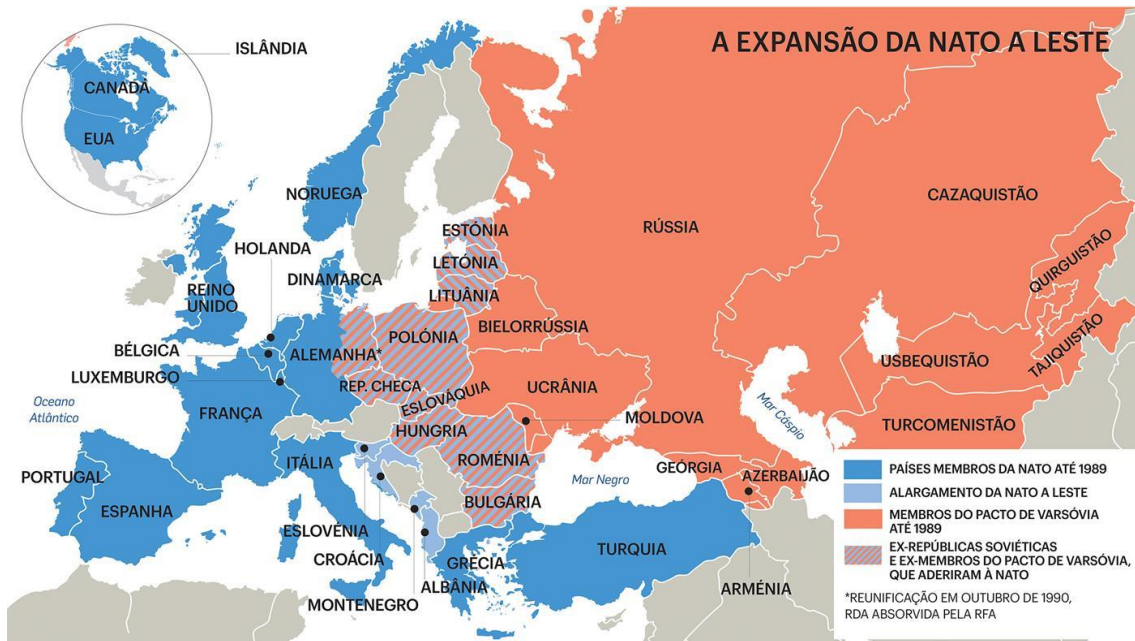 A EXPANSÃO DA NATO A LESTE
ISLÂNDIA
CANADÀ
EUA
NORUEGA
HOLANDA
DINAMARCA
REINO
UNIDO
BÉLGICA
ALEMANHA*
LUXEMBURGO
Oceano
Atlântico
FRANÇA
PORTUGAL
ESPANHA
ITÁLIA
ESLOVÉNIA
CROÁCIA
MONTENEGRO
ALBÂNIA
GRÉCIA
ESTÓNIA
LETÓNIA
LITUÂNIA
POLÓNIA
REP. CHECA
ESLOVÁQUIA
HUNGRIA
ROMÉNIA
BULGÁRIA
RÚSSIA
BIELORRÚSSIA
UCRÂNIA
MOLDOVA
Mar Negro
TURQUIA
CAZAQUISTÃO
QUIRGUISTÃO
TAJIQUISTÃO
USBEQUISTÃO
TURCOMENISTÃO
Mar Cáspio
GEÓRGIA
AZERBAIJÃO
ARMÉNIA
PAÍSES MEMBROS DA NATO ATÉ 1989
ALARGAMENTO DA NATO A LESTE
MEMBROS DO PACTO DE VARSÓVIA
ATÉ 1989
EX-REPÚBLICAS SOVIÉTICAS
E EX-MEMBROS DO PACTO DE VARSÓVIA,
QUE ADERIRAM À NATO
*REUNIFICAÇÃO EM OUTUBRO DE 1990,
RDA ABSORVIDA PELA RFA